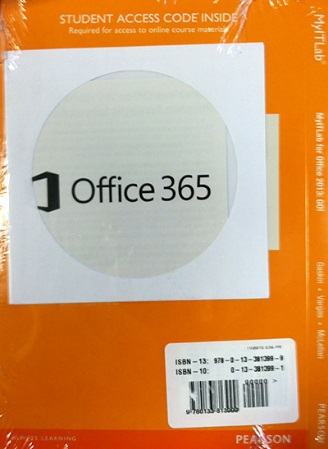 STUDENT ACCESS CODE INSIDE
Required for access to online course materials
Office 365
MyITLab
MyITLab for Office 2013: GO!
Gaskin • Vargas • McLellan
PEARSON
ISBN-13: 978-0-13-381399-9
ISBN-10: 0-13-381399-1
90000 >
ALWAYS LEARNING
PEARSON